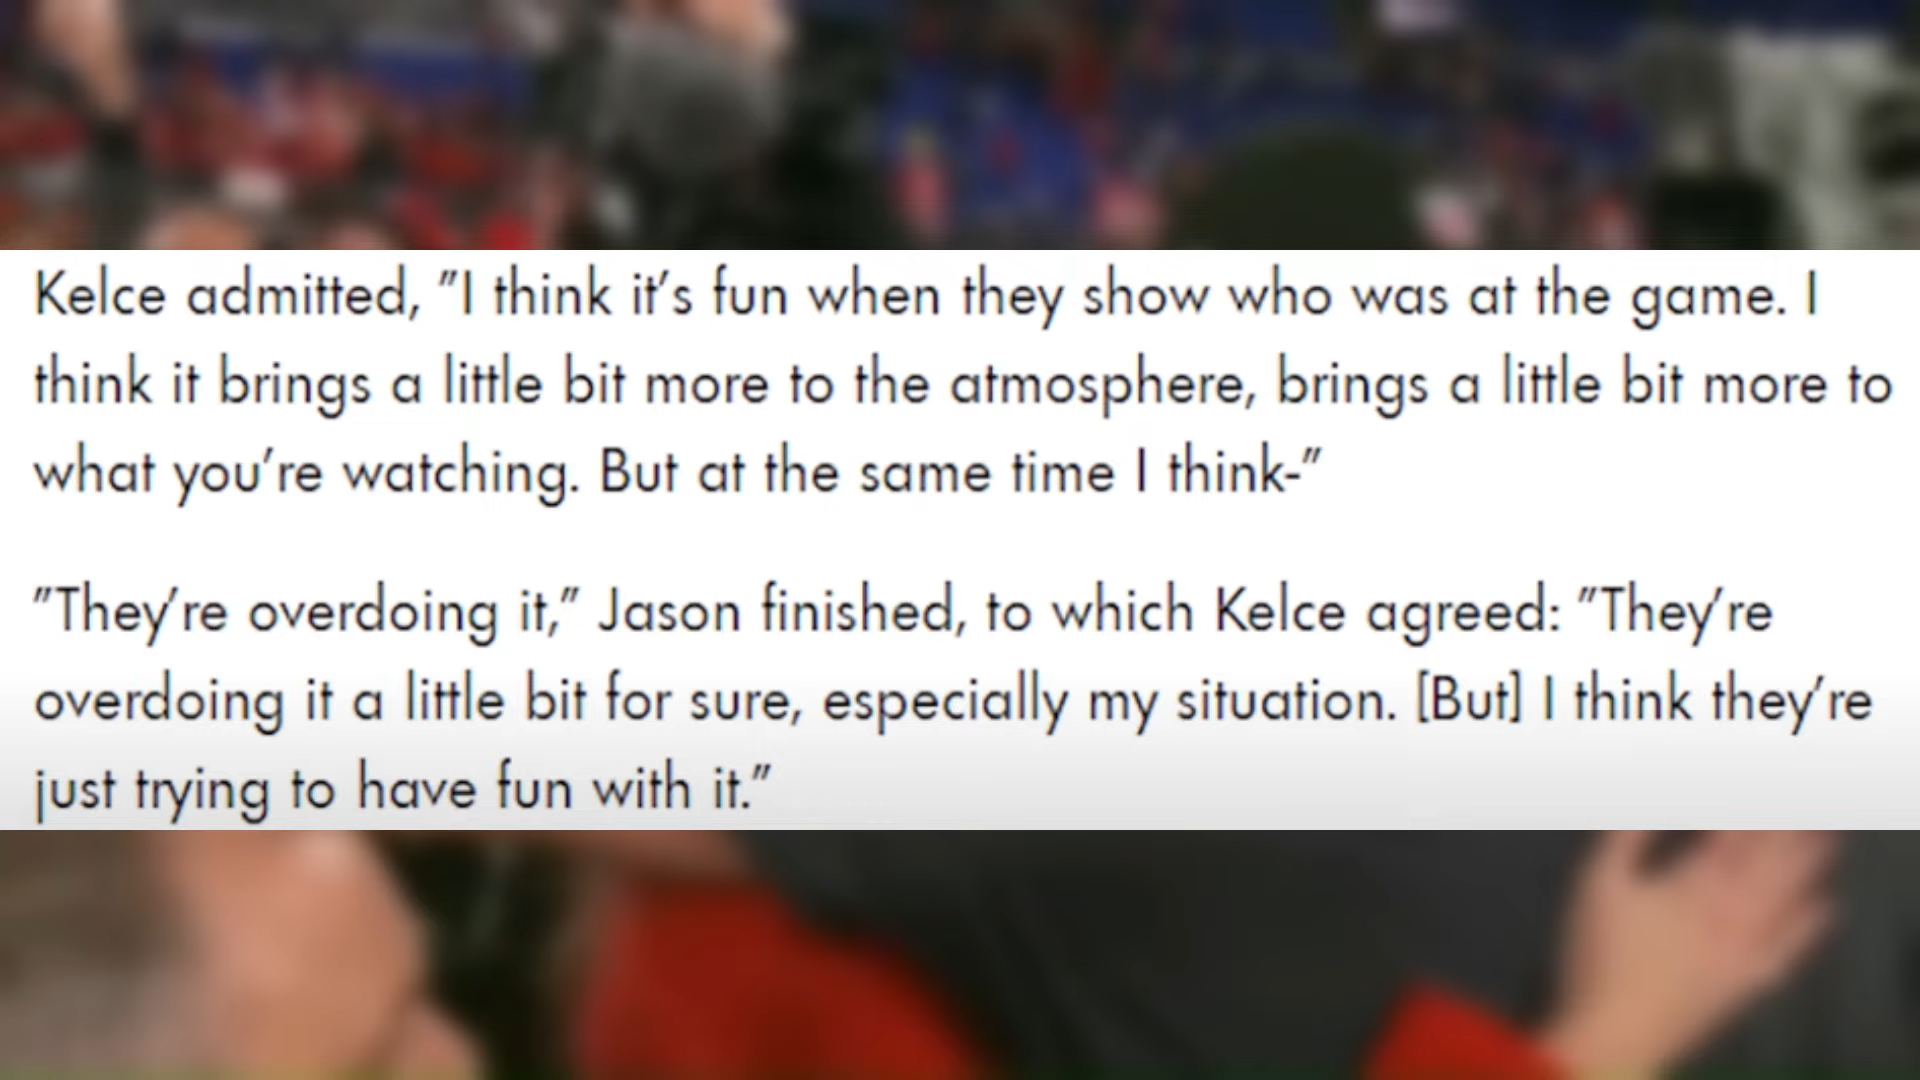 Kelce admitted, "I think it's fun when they show who was at the game. I
think it brings a little bit more to the atmosphere, brings a little bit more to
what you're watching. But at the same time I think-"
"They're overdoing it," Jason finished, to which Kelce agreed: "They're
overdoing it a little bit for sure, especially my situation. [But] I think they're
just trying to have fun with it."